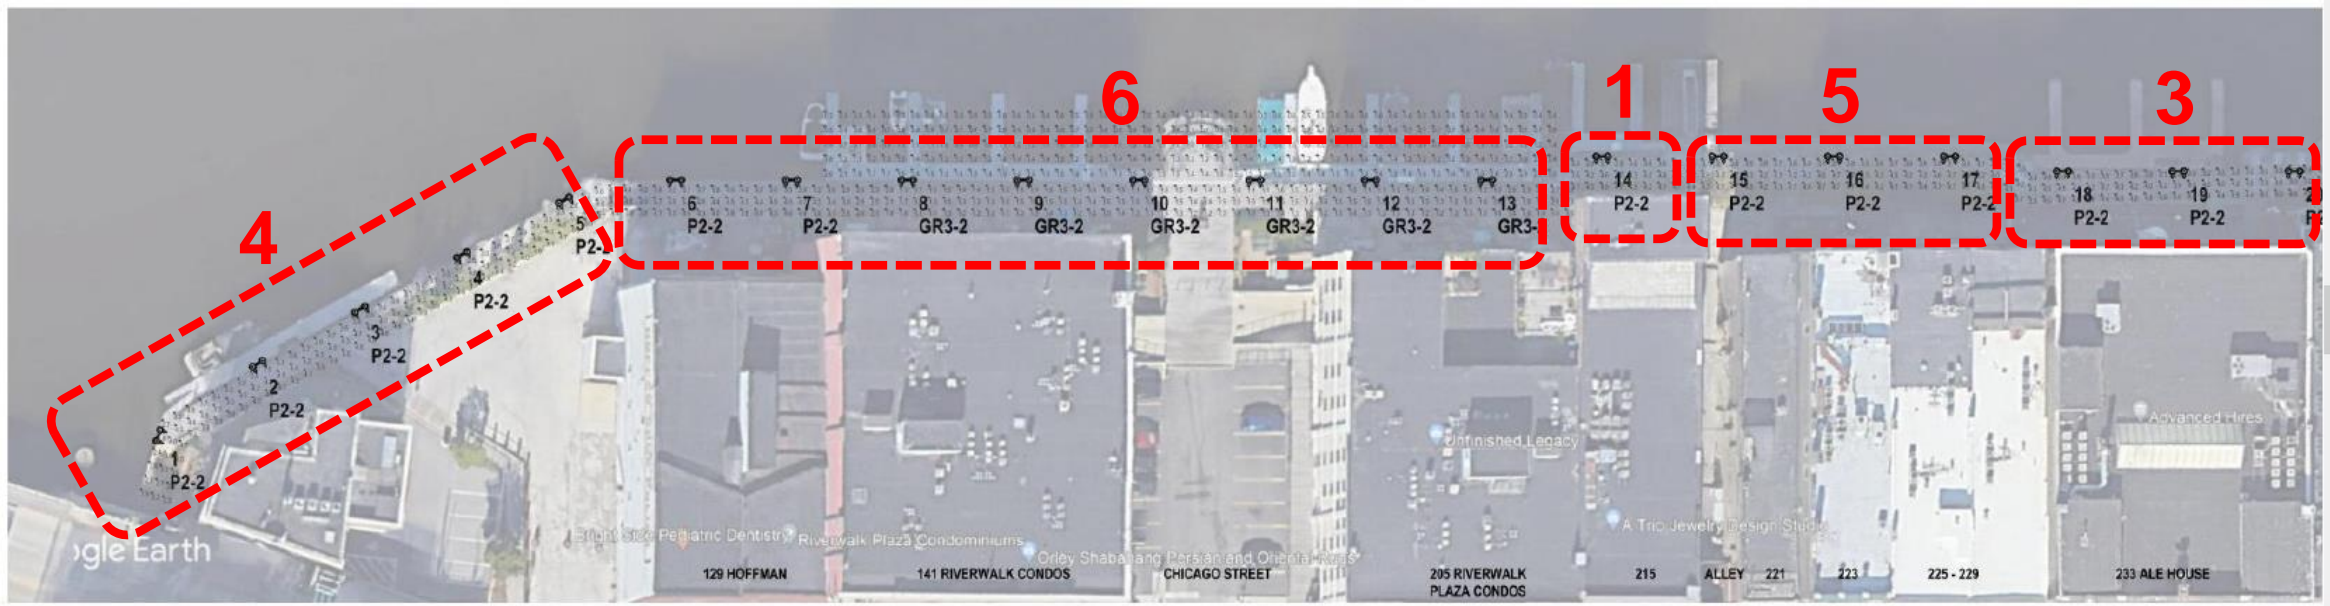 4
6
1
5
3
1
P2-2
2
P2-2
3
P2-2
4
P2-2
5
P2-
6
P2-2
7
P2-2
8
GR3-2
9
GR3-2
10
GR3-2
11
GR3-2
12
GR3-2
13
GR3-
14
P2-2
15
P2-2
16
P2-2
17
P2-2
18
P2-2
19
P2-2
20
Unfinished Legacy
Advanced Hires
A Trio Jewelry Design Studio
Bright Side Pediatric Dentistry
Riverwalk Plaza Condominiums
Orley Shabahang Persian and Oriental Rugs
ogle Earth
129 HOFFMAN
141 RIVERWALK CONDOS
CHICAGO STREET
205 RIVERWALK
PLAZA CONDOS
215
ALLEY
221
223
225 - 229
233 ALE HOUSE